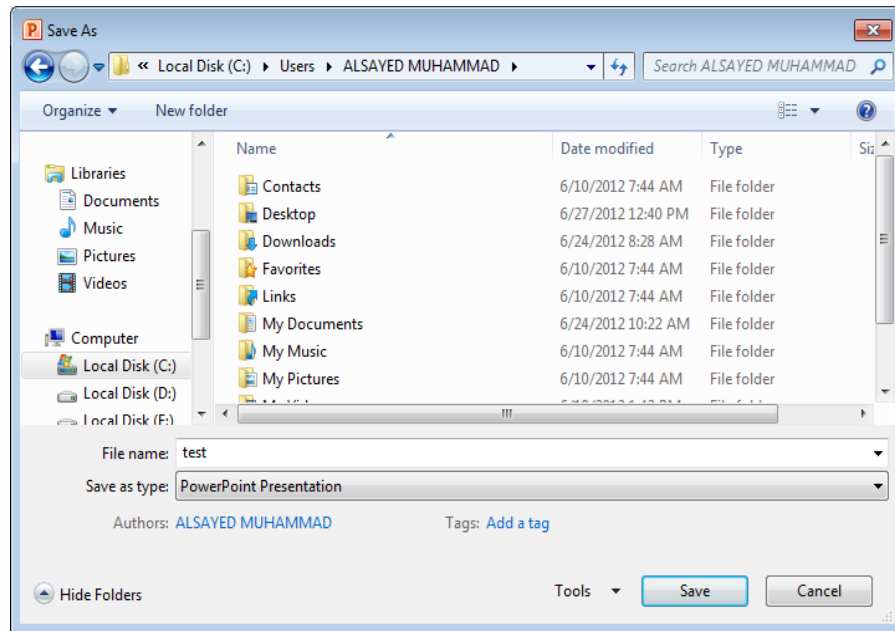 Save As
« Local Disk (C:) ▸ Users ▸ ALSAYED MUHAMMAD ▸
Search ALSAYED MUHAMMAD
Organize
New folder
Name Date modified Type Siz
Libraries
Documents
Music
Pictures
Videos
Computer
Local Disk (C:)
Local Disk (D:)
Local Disk (E:)
Contacts 6/10/2012 7:44 AM File folder
Desktop 6/27/2012 12:40 PM File folder
Downloads 6/24/2012 8:28 AM File folder
Favorites 6/10/2012 7:44 AM File folder
Links 6/10/2012 7:44 AM File folder
My Documents 6/24/2012 10:22 AM File folder
My Music 6/10/2012 7:44 AM File folder
My Pictures 6/10/2012 7:44 AM File folder
File name: test
Save as type: PowerPoint Presentation
Authors: ALSAYED MUHAMMAD Tags: Add a tag
Hide Folders
Tools Save Cancel